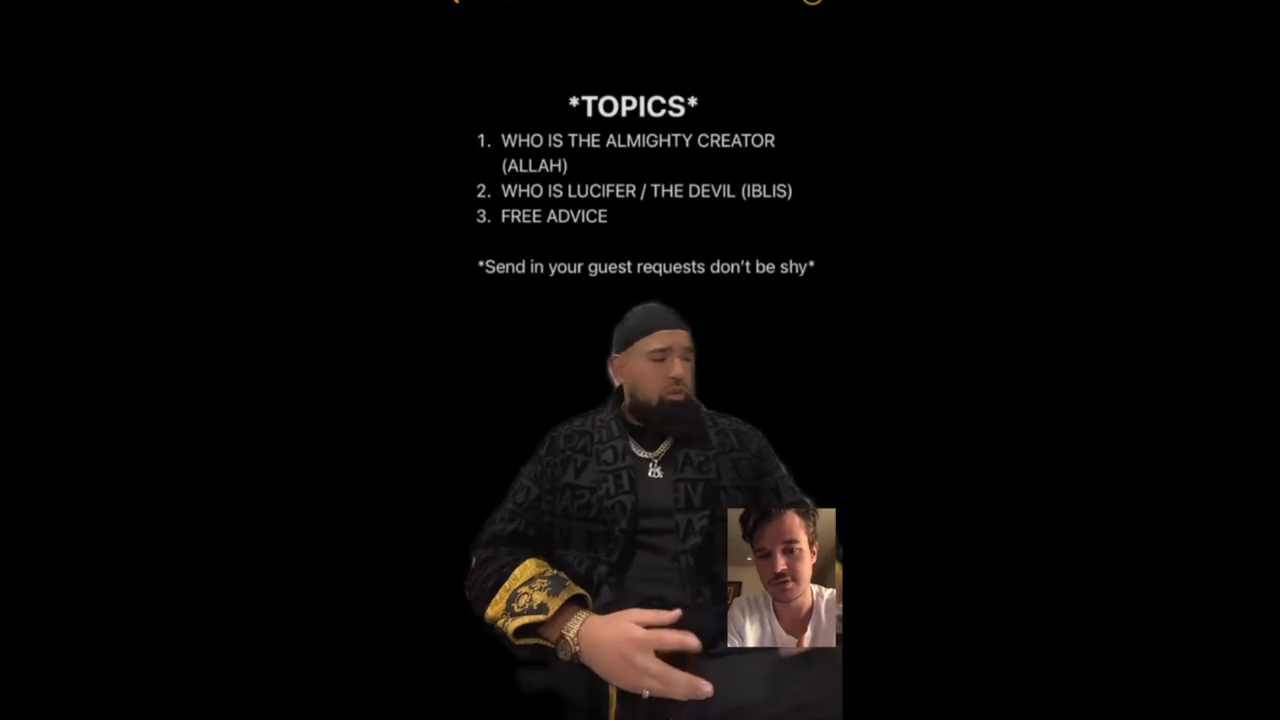 *TOPICS*
1. WHO IS THE ALMIGHTY CREATOR
(ALLAH)
2. WHO IS LUCIFER / THE DEVIL (IBLIS)
3. FREE ADVICE
*Send in your guest requests don't be shy*